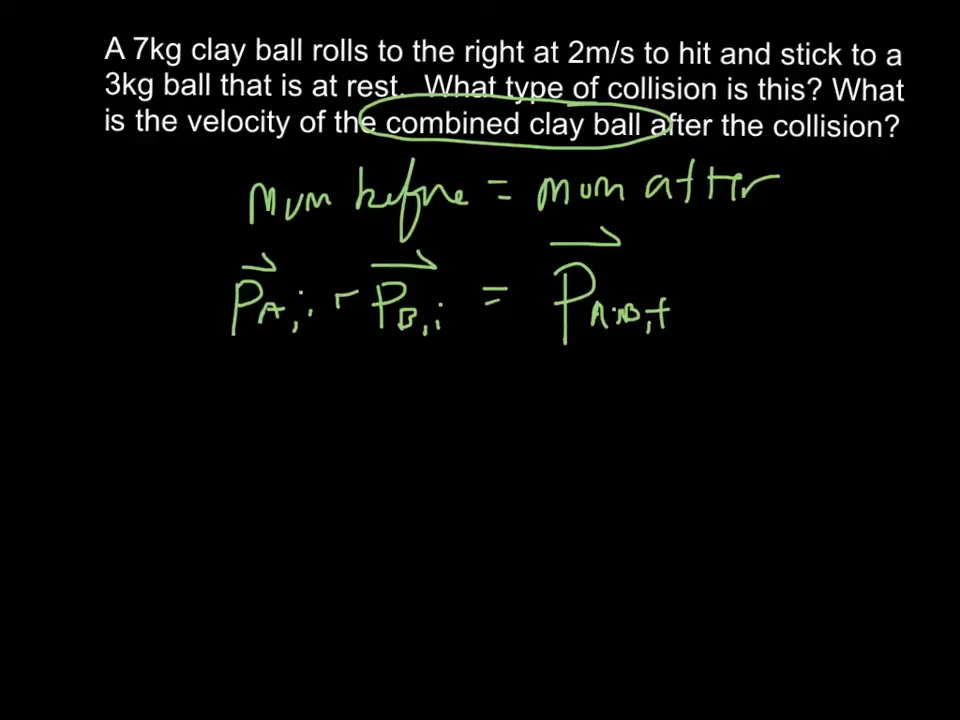 A 7kg clay ball rolls to the right at 2m/s to hit and stick to a
3kg ball that is at rest. What type of collision is this? What
is the velocity of the combined clay ball after the collision?
mom before = mom after
P⃗A,i + P⃗B,i = P⃗A+B,f